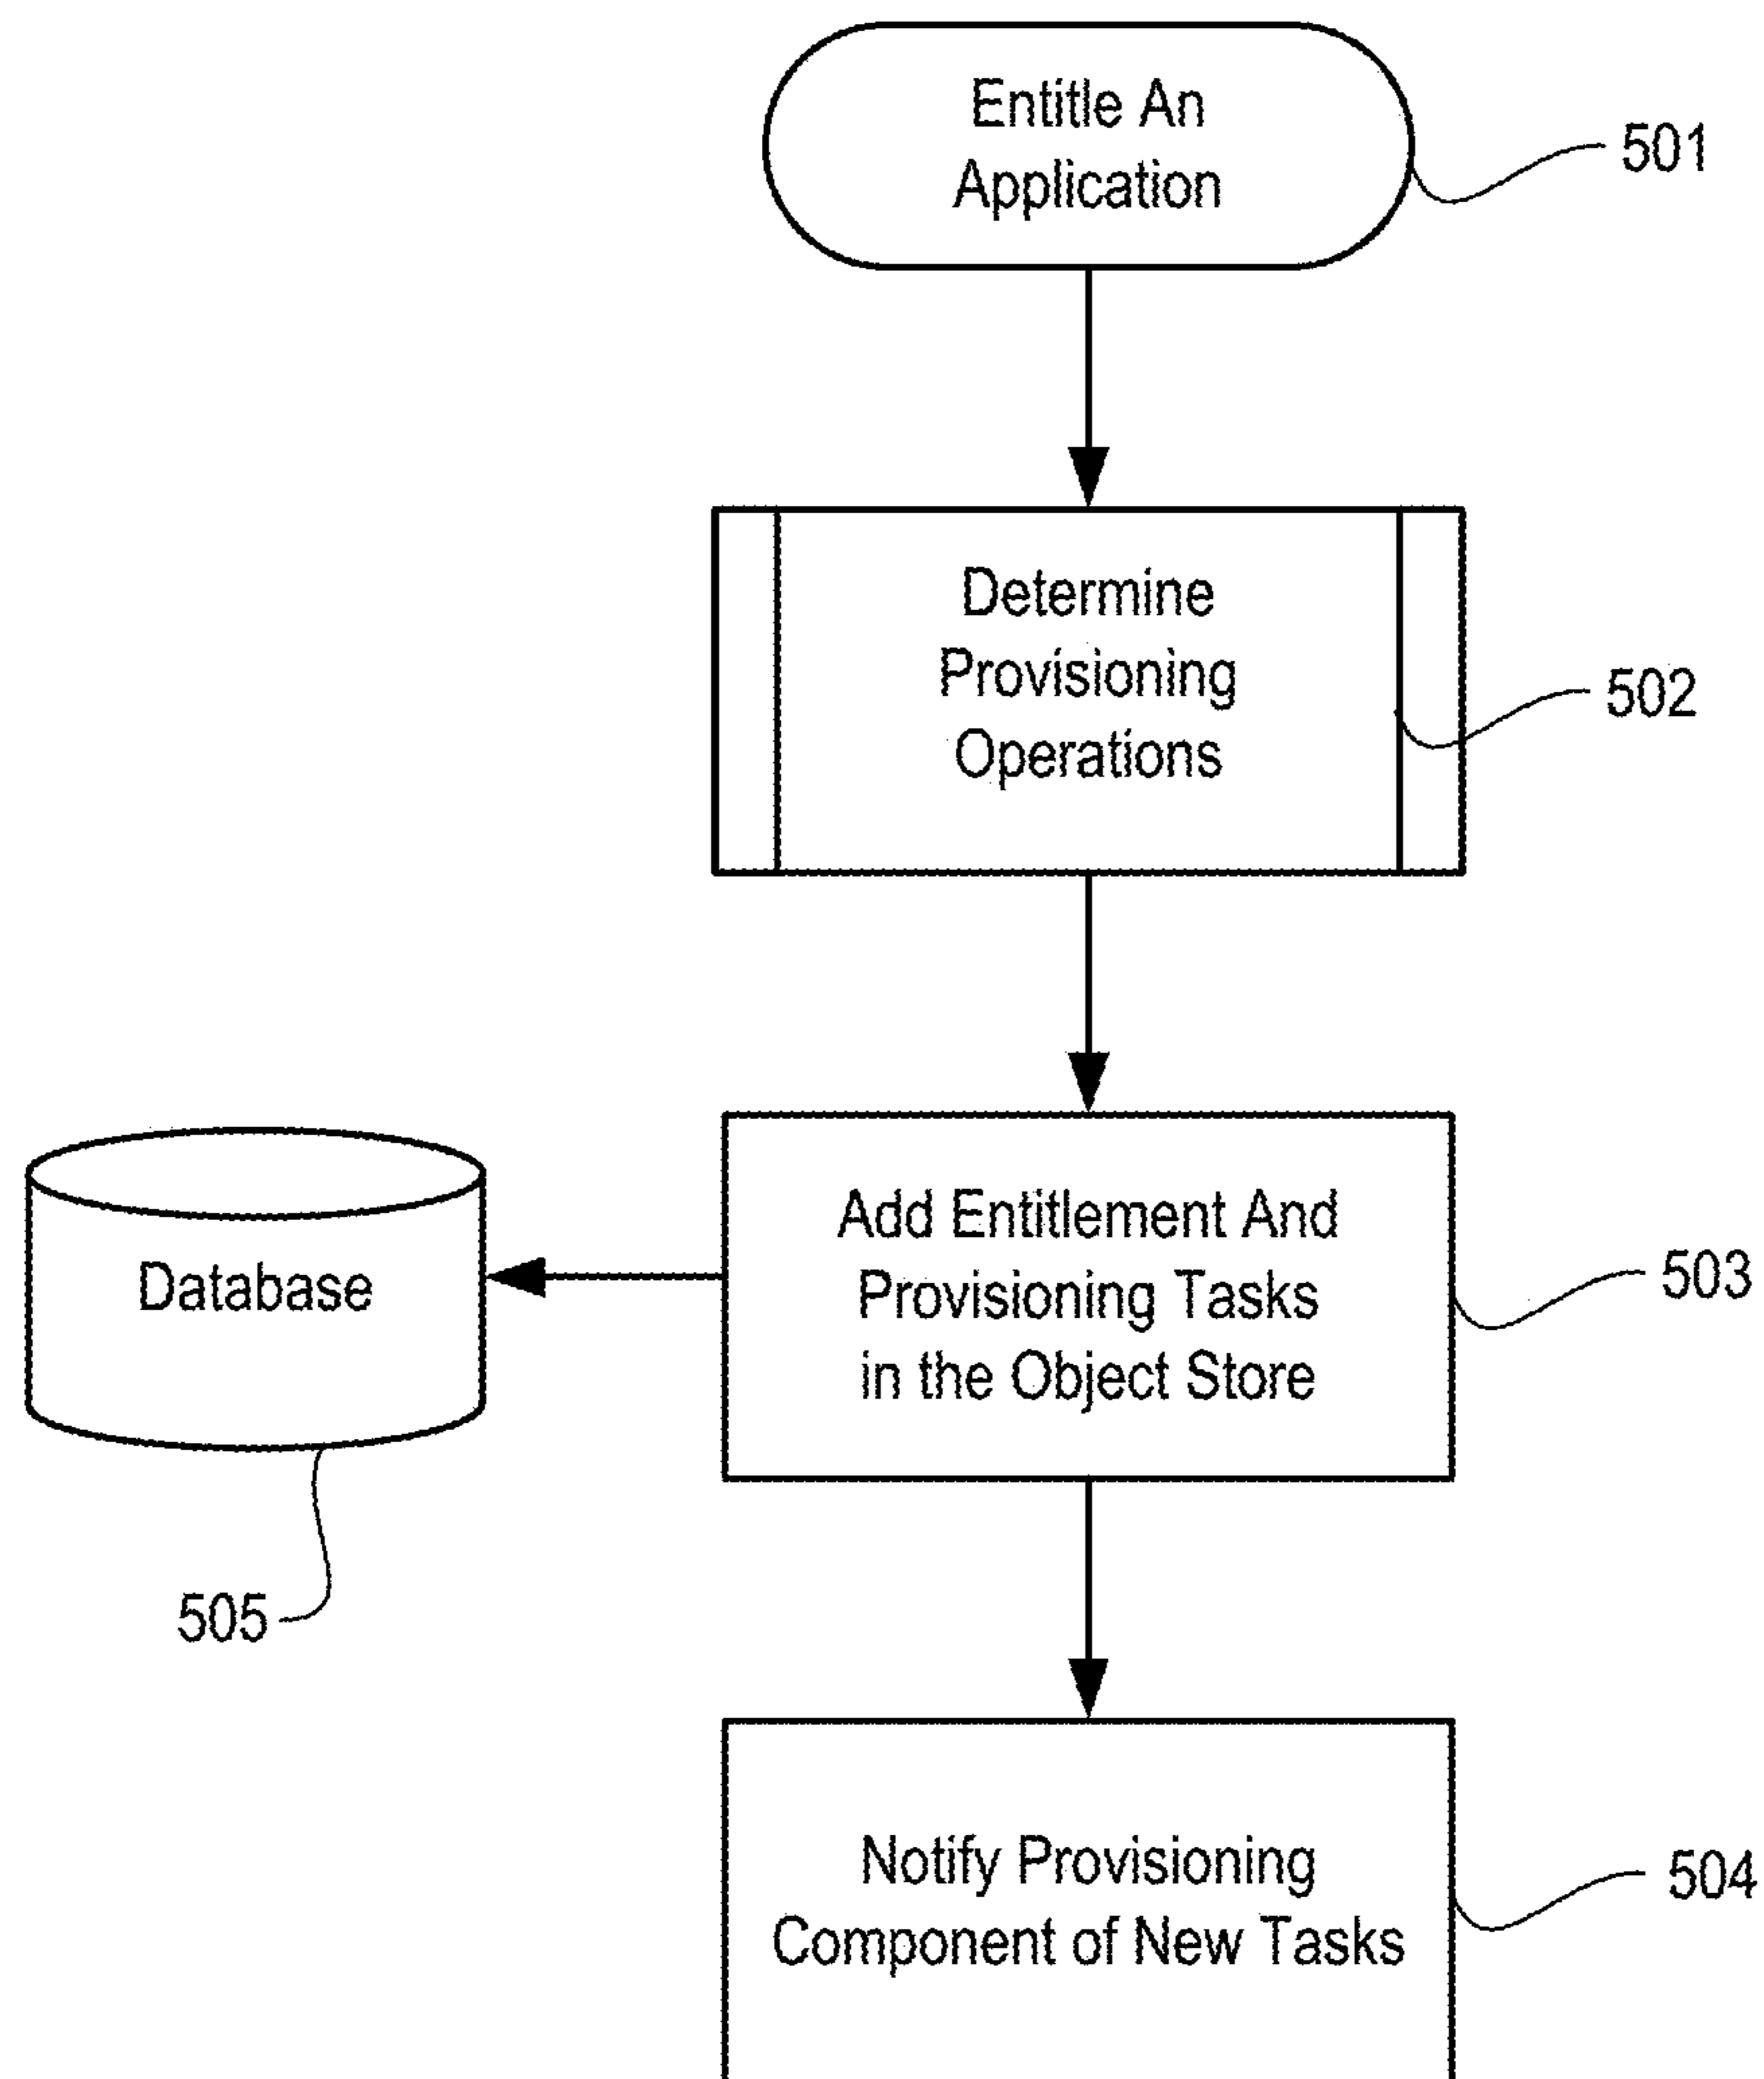 Entitle An
Application
501
Determine
Provisioning
Operations
502
Add Entitlement And
Provisioning Tasks
in the Object Store
503
Database
505
Notify Provisioning
Component of New Tasks
504